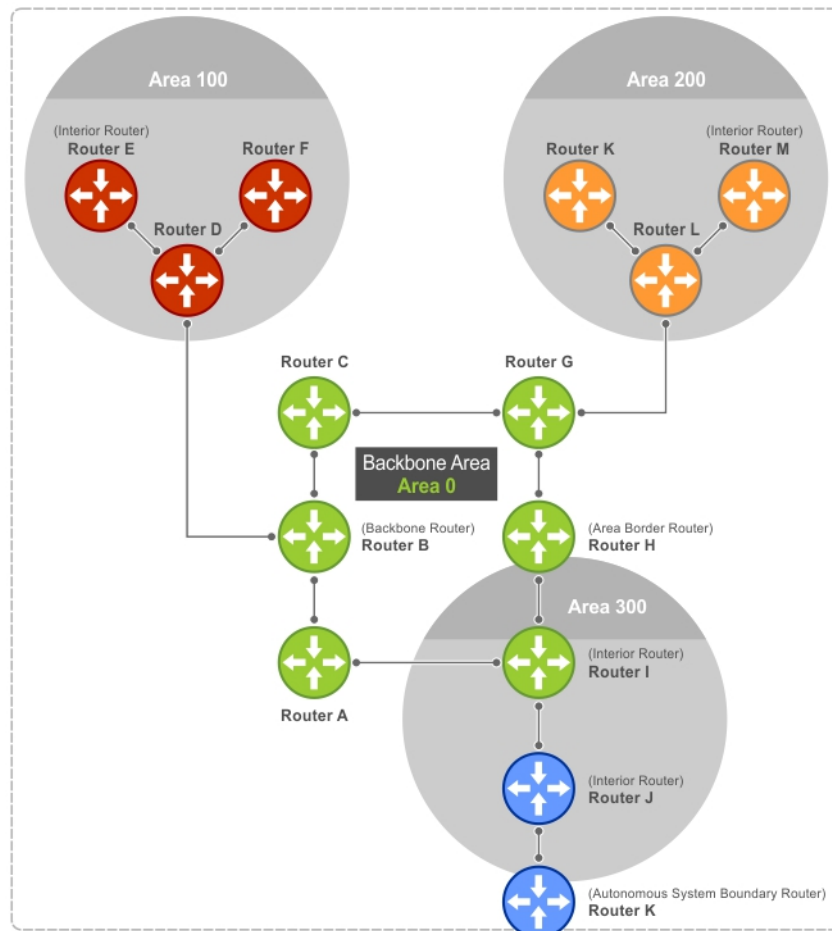 Area 100
(Interior Router)
Router E
Router F
Router D
Area 200
Router K
(Interior Router)
Router M
Router L
Router C
Router G
Backbone Area
Area 0
(Backbone Router)
Router B
(Area Border Router)
Router H
Area 300
Router A
(Interior Router)
Router I
(Interior Router)
Router J
(Autonomous System Boundary Router)
Router K